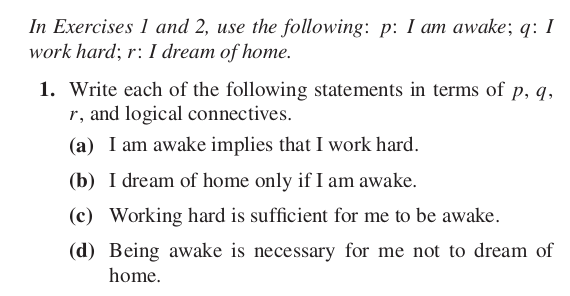 In Exercises 1 and 2, use the following: p: I am awake; q: I
work hard; r: I dream of home.
1. Write each of the following statements in terms of p, q,
r, and logical connectives.
(a) I am awake implies that I work hard.
(b) I dream of home only if I am awake.
(c) Working hard is sufficient for me to be awake.
(d) Being awake is necessary for me not to dream of
home.